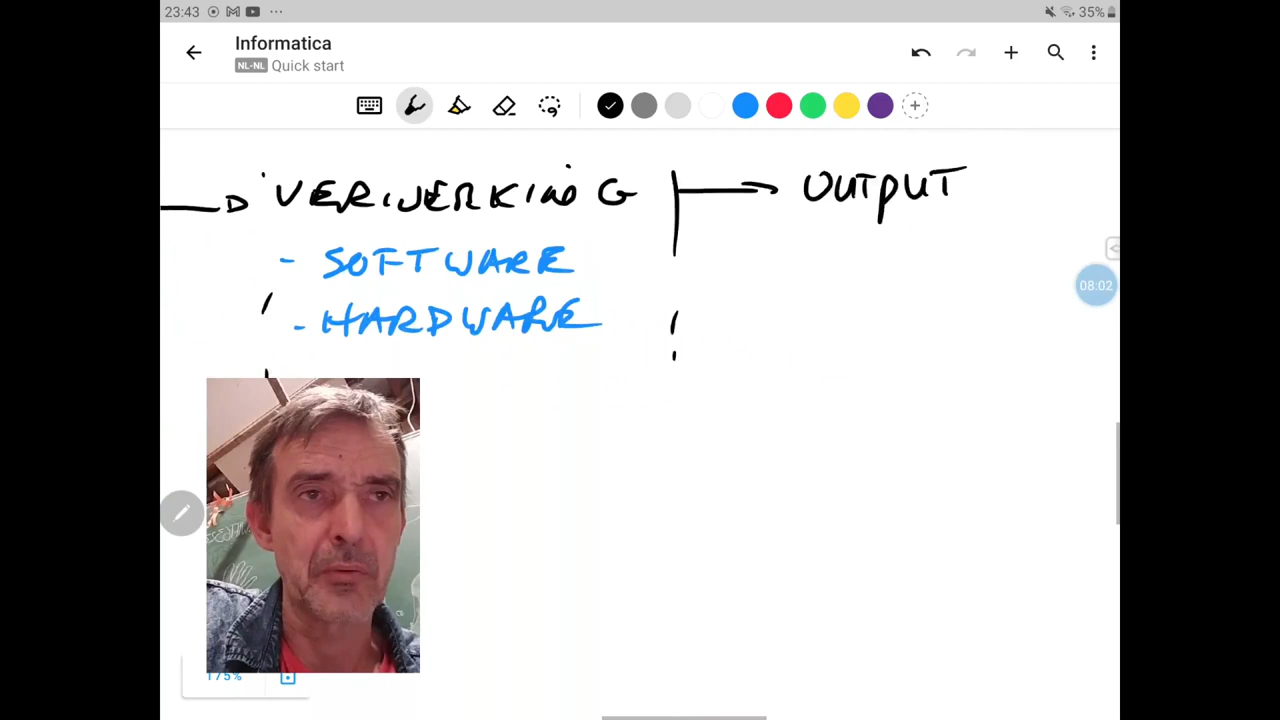 23:43 35%
Informatica
NL-NL Quick start
VERWERKING OUTPUT
- SOFTWARE
- HARDWARE
08:02
175%